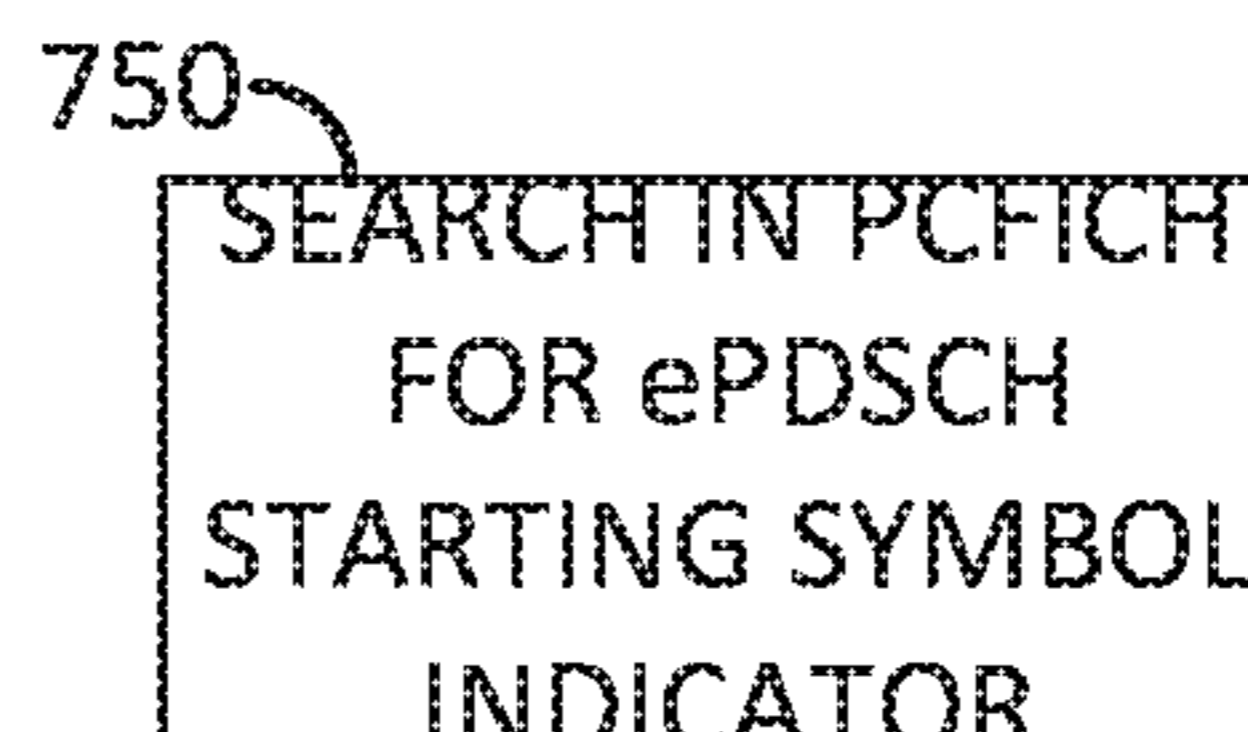 750
SEARCH IN PCFICH
FOR ePDSCH
STARTING SYMBOL
INDICATOR